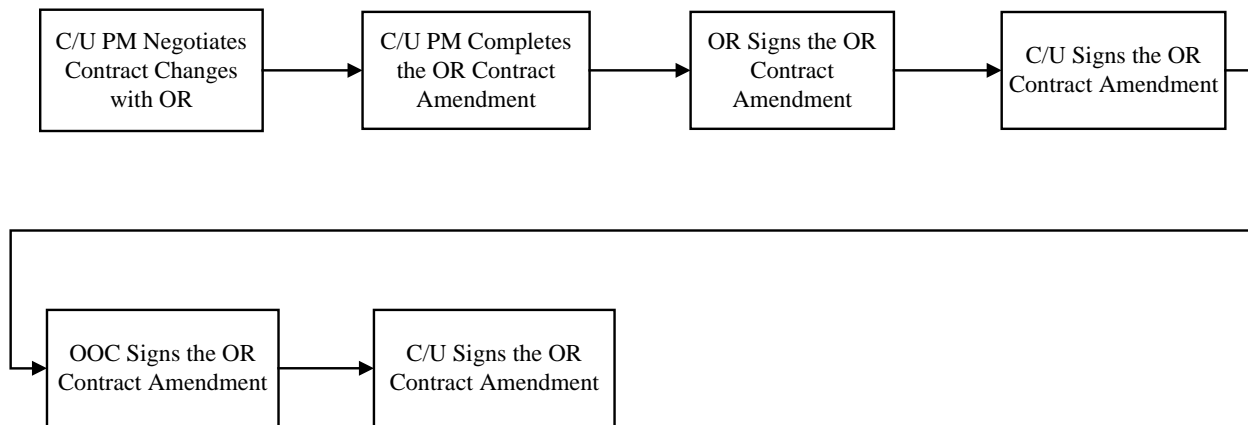 C/U PM Negotiates
Contract Changes
with OR
C/U PM Completes
the OR Contract
Amendment
OR Signs the OR
Contract
Amendment
C/U Signs the OR
Contract Amendment
OOC Signs the OR
Contract Amendment
C/U Signs the OR
Contract Amendment